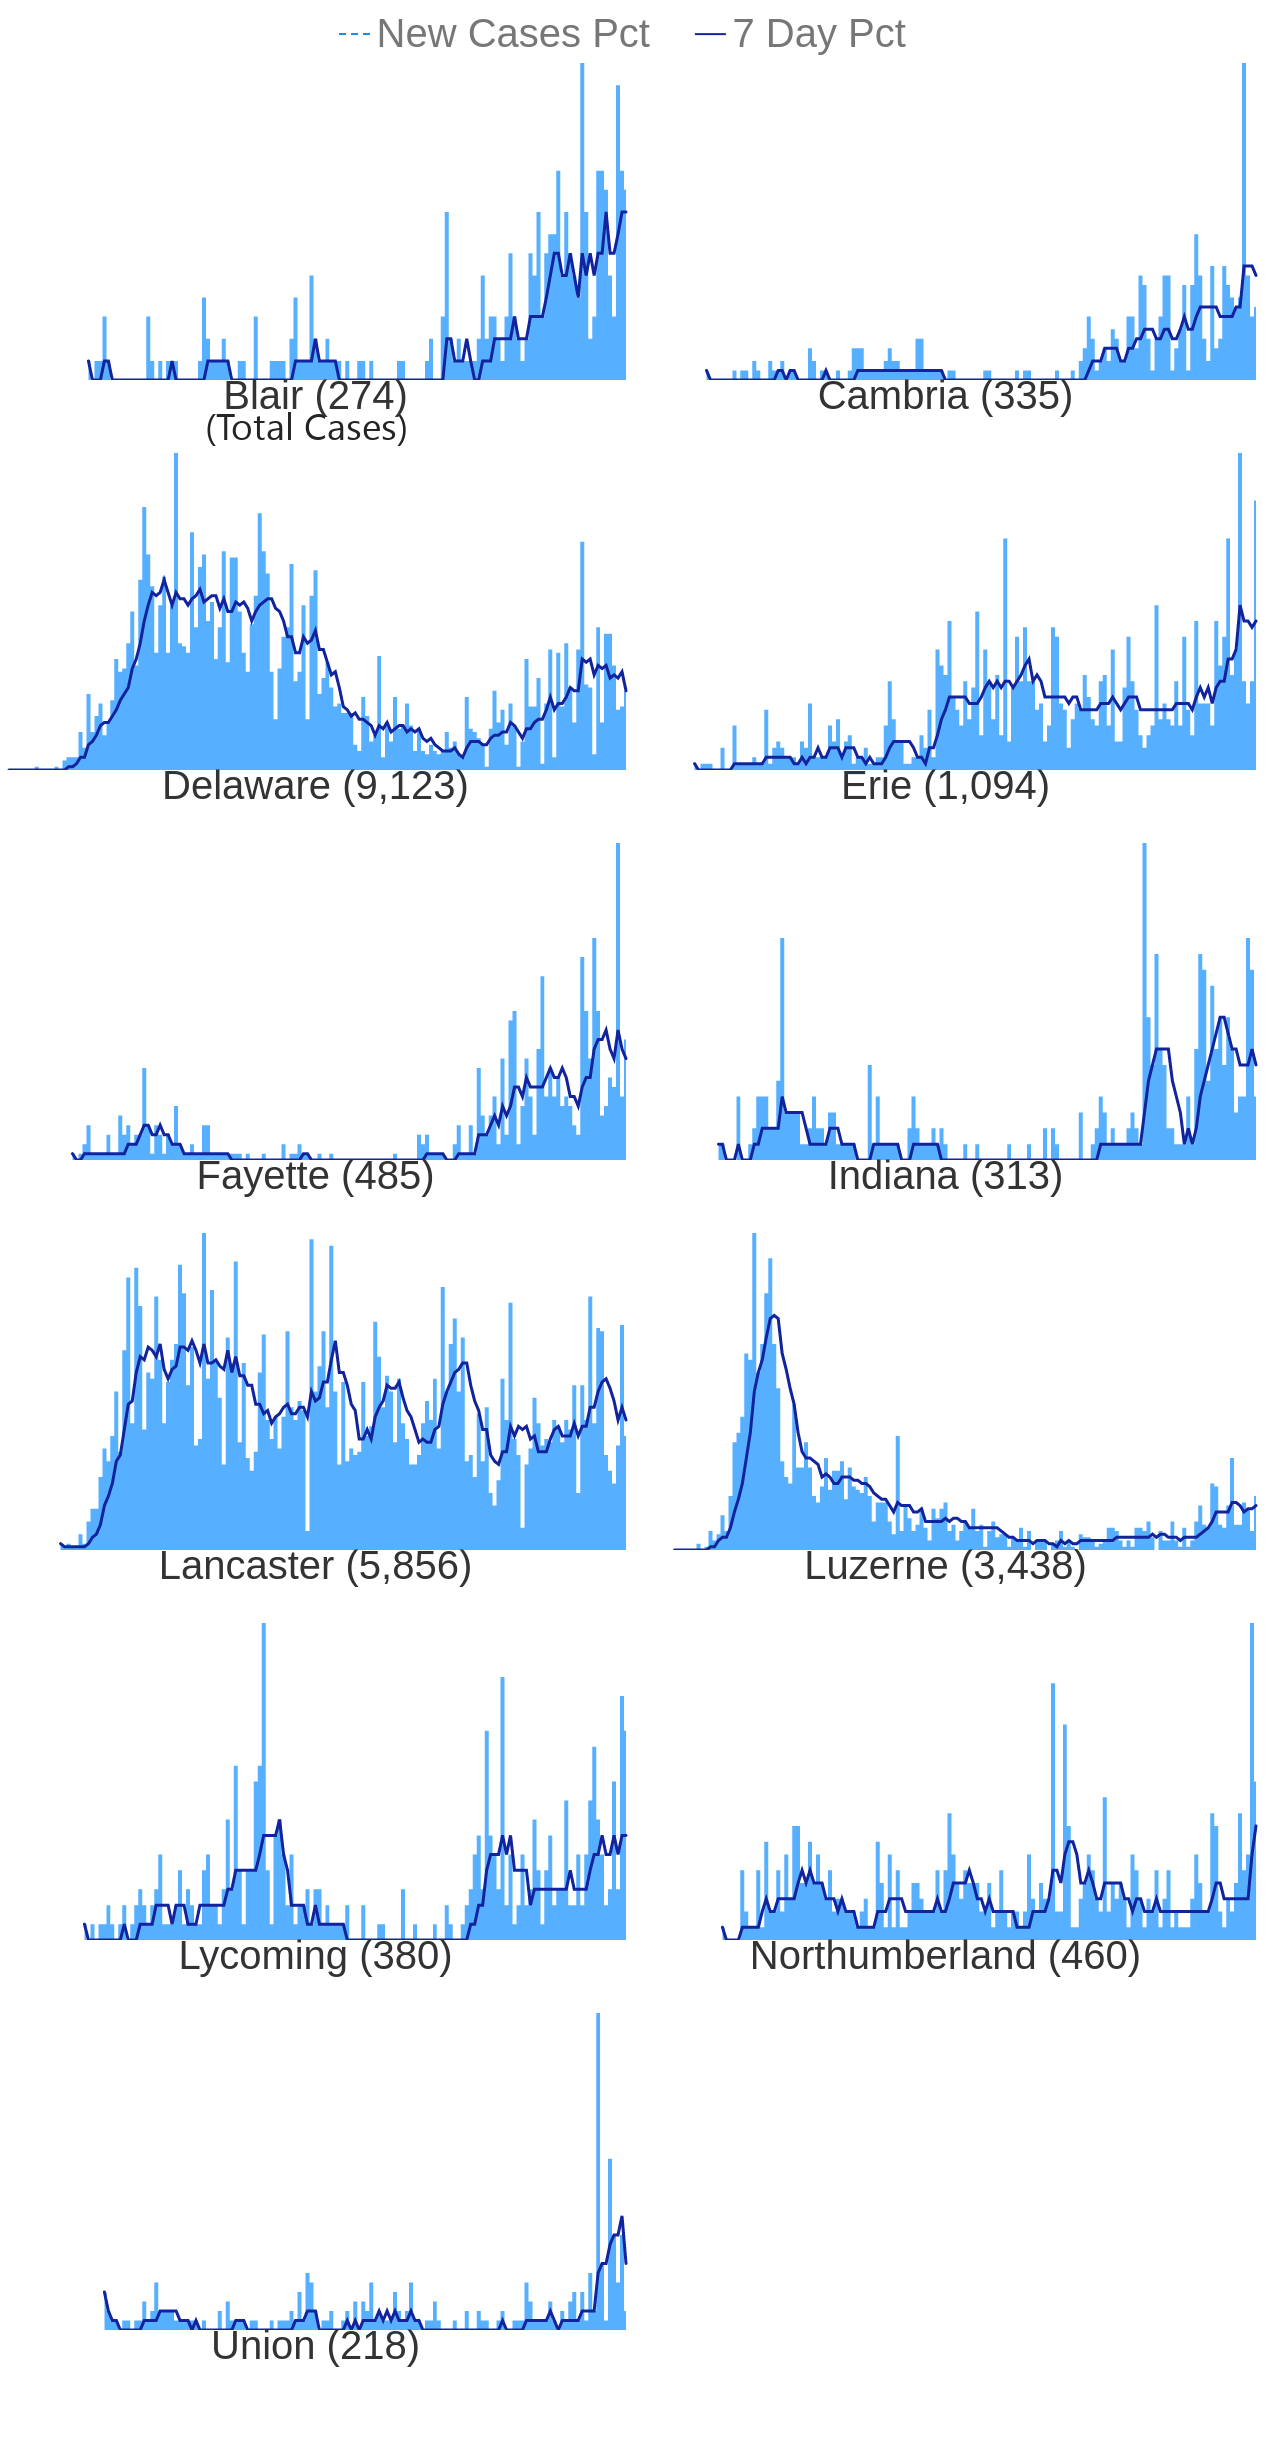 New Cases Pct 7 Day Pct
Blair (274) Cambria (335)
(Total Cases)
Delaware (9,123) Erie (1,094)
Fayette (485) Indiana (313)
Lancaster (5,856) Luzerne (3,438)
Lycoming (380) Northumberland (460)
Union (218)